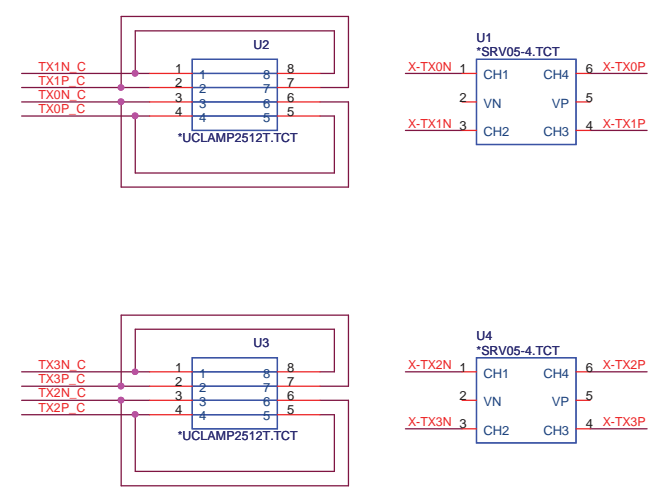 U2
TX1N_C 1 1 8 8
TX1P_C 2 2 7 7
TX0N_C 3 3 6 6
TX0P_C 4 4 5 5
*UCLAMP2512T.TCT
U1
*SRV05-4.TCT
X-TX0N 1 CH1 CH4 6 X-TX0P
2 VN VP 5
X-TX1N 3 CH2 CH3 4 X-TX1P
U3
TX3N_C 1 1 8 8
TX3P_C 2 2 7 7
TX2N_C 3 3 6 6
TX2P_C 4 4 5 5
*UCLAMP2512T.TCT
U4
*SRV05-4.TCT
X-TX2N 1 CH1 CH4 6 X-TX2P
2 VN VP 5
X-TX3N 3 CH2 CH3 4 X-TX3P